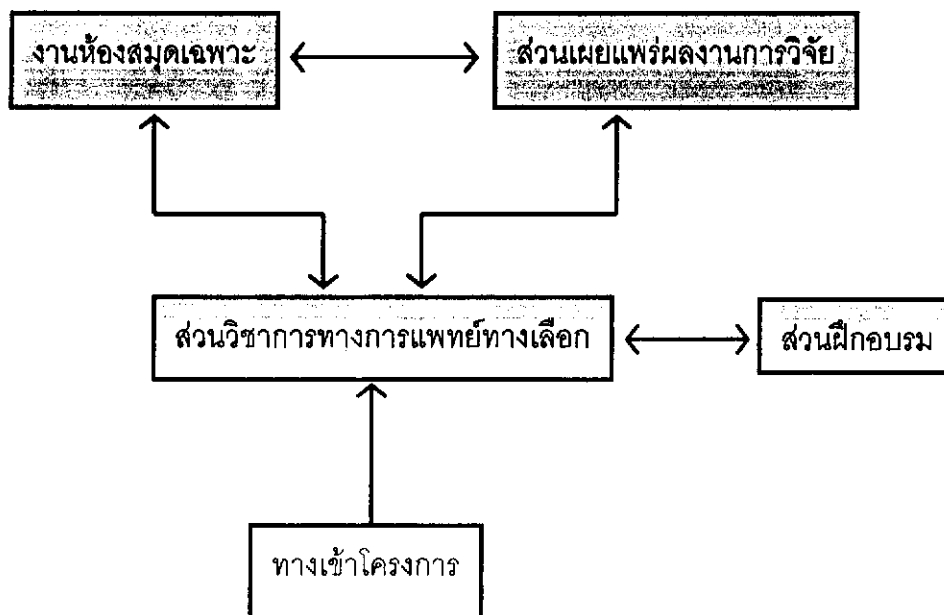 งานห้องสมุดเฉพาะ
ส่วนเผยแพร่ผลงานการวิจัย
ส่วนวิชาการทางการแพทย์ทางเลือก
ส่วนฝึกอบรม
ทางเข้าโครงการ